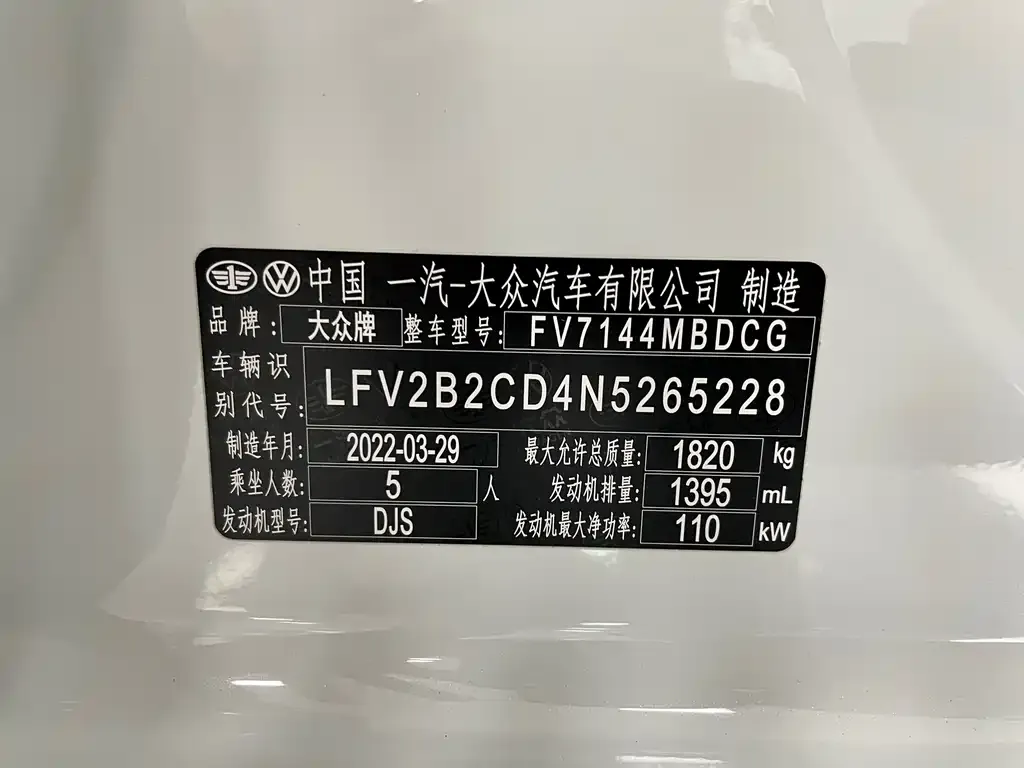 中国 一汽-大众汽车有限公司 制造
品牌: 大众牌 整车型号: FV7144MBDCG
车辆识别代号: LFV2B2CD4N5265228
制造年月: 2022-03-29 最大允许总质量: 1820 kg
乘坐人数: 5 人 发动机排量: 1395 mL
发动机型号: DJS 发动机最大净功率: 110 kW